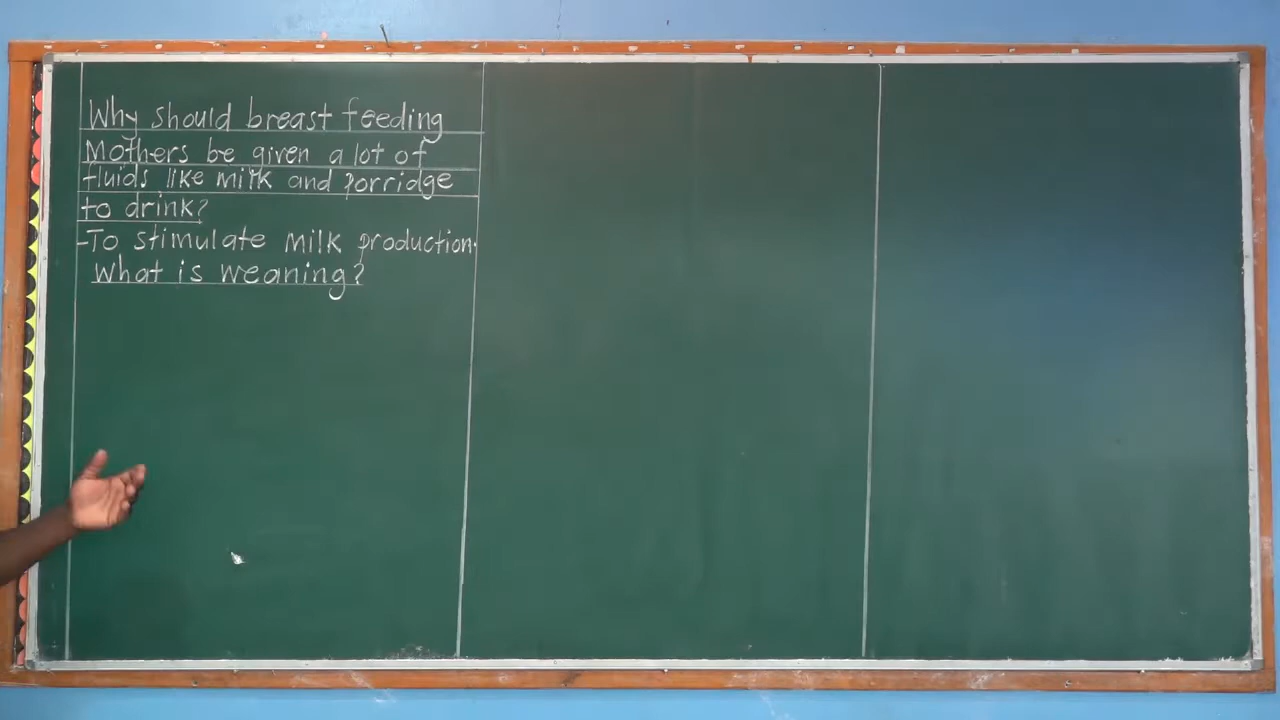 Why should breast feeding
Mothers be given a lot of
fluids like milk and porridge
to drink?
-To stimulate milk production.
What is weaning?